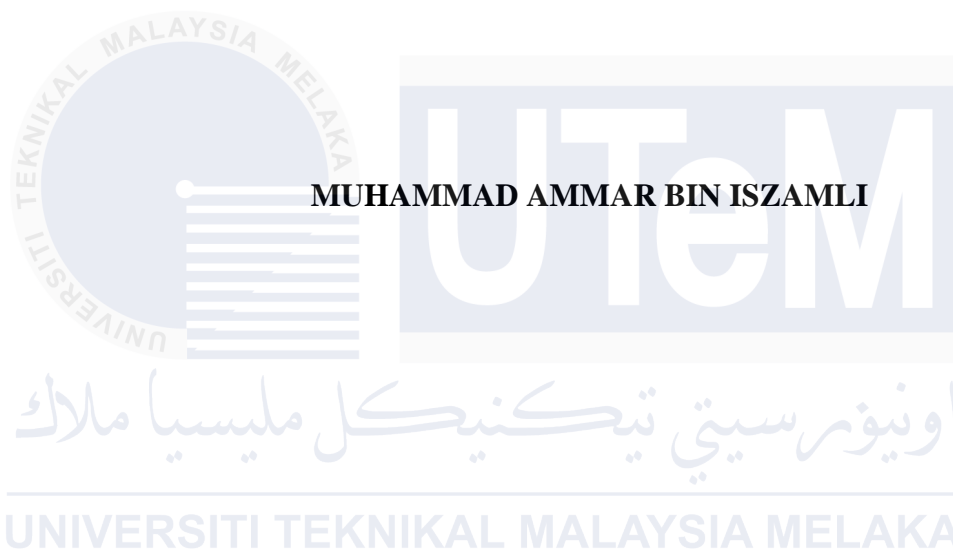 UNIVERSITI TEKNIKAL MALAYSIA MELAKA
UTeM
MUHAMMAD AMMAR BIN ISZAMLI
اونيۏرسيتي تيكنيكل مليسيا ملاك
UNIVERSITI TEKNIKAL MALAYSIA MELAKA